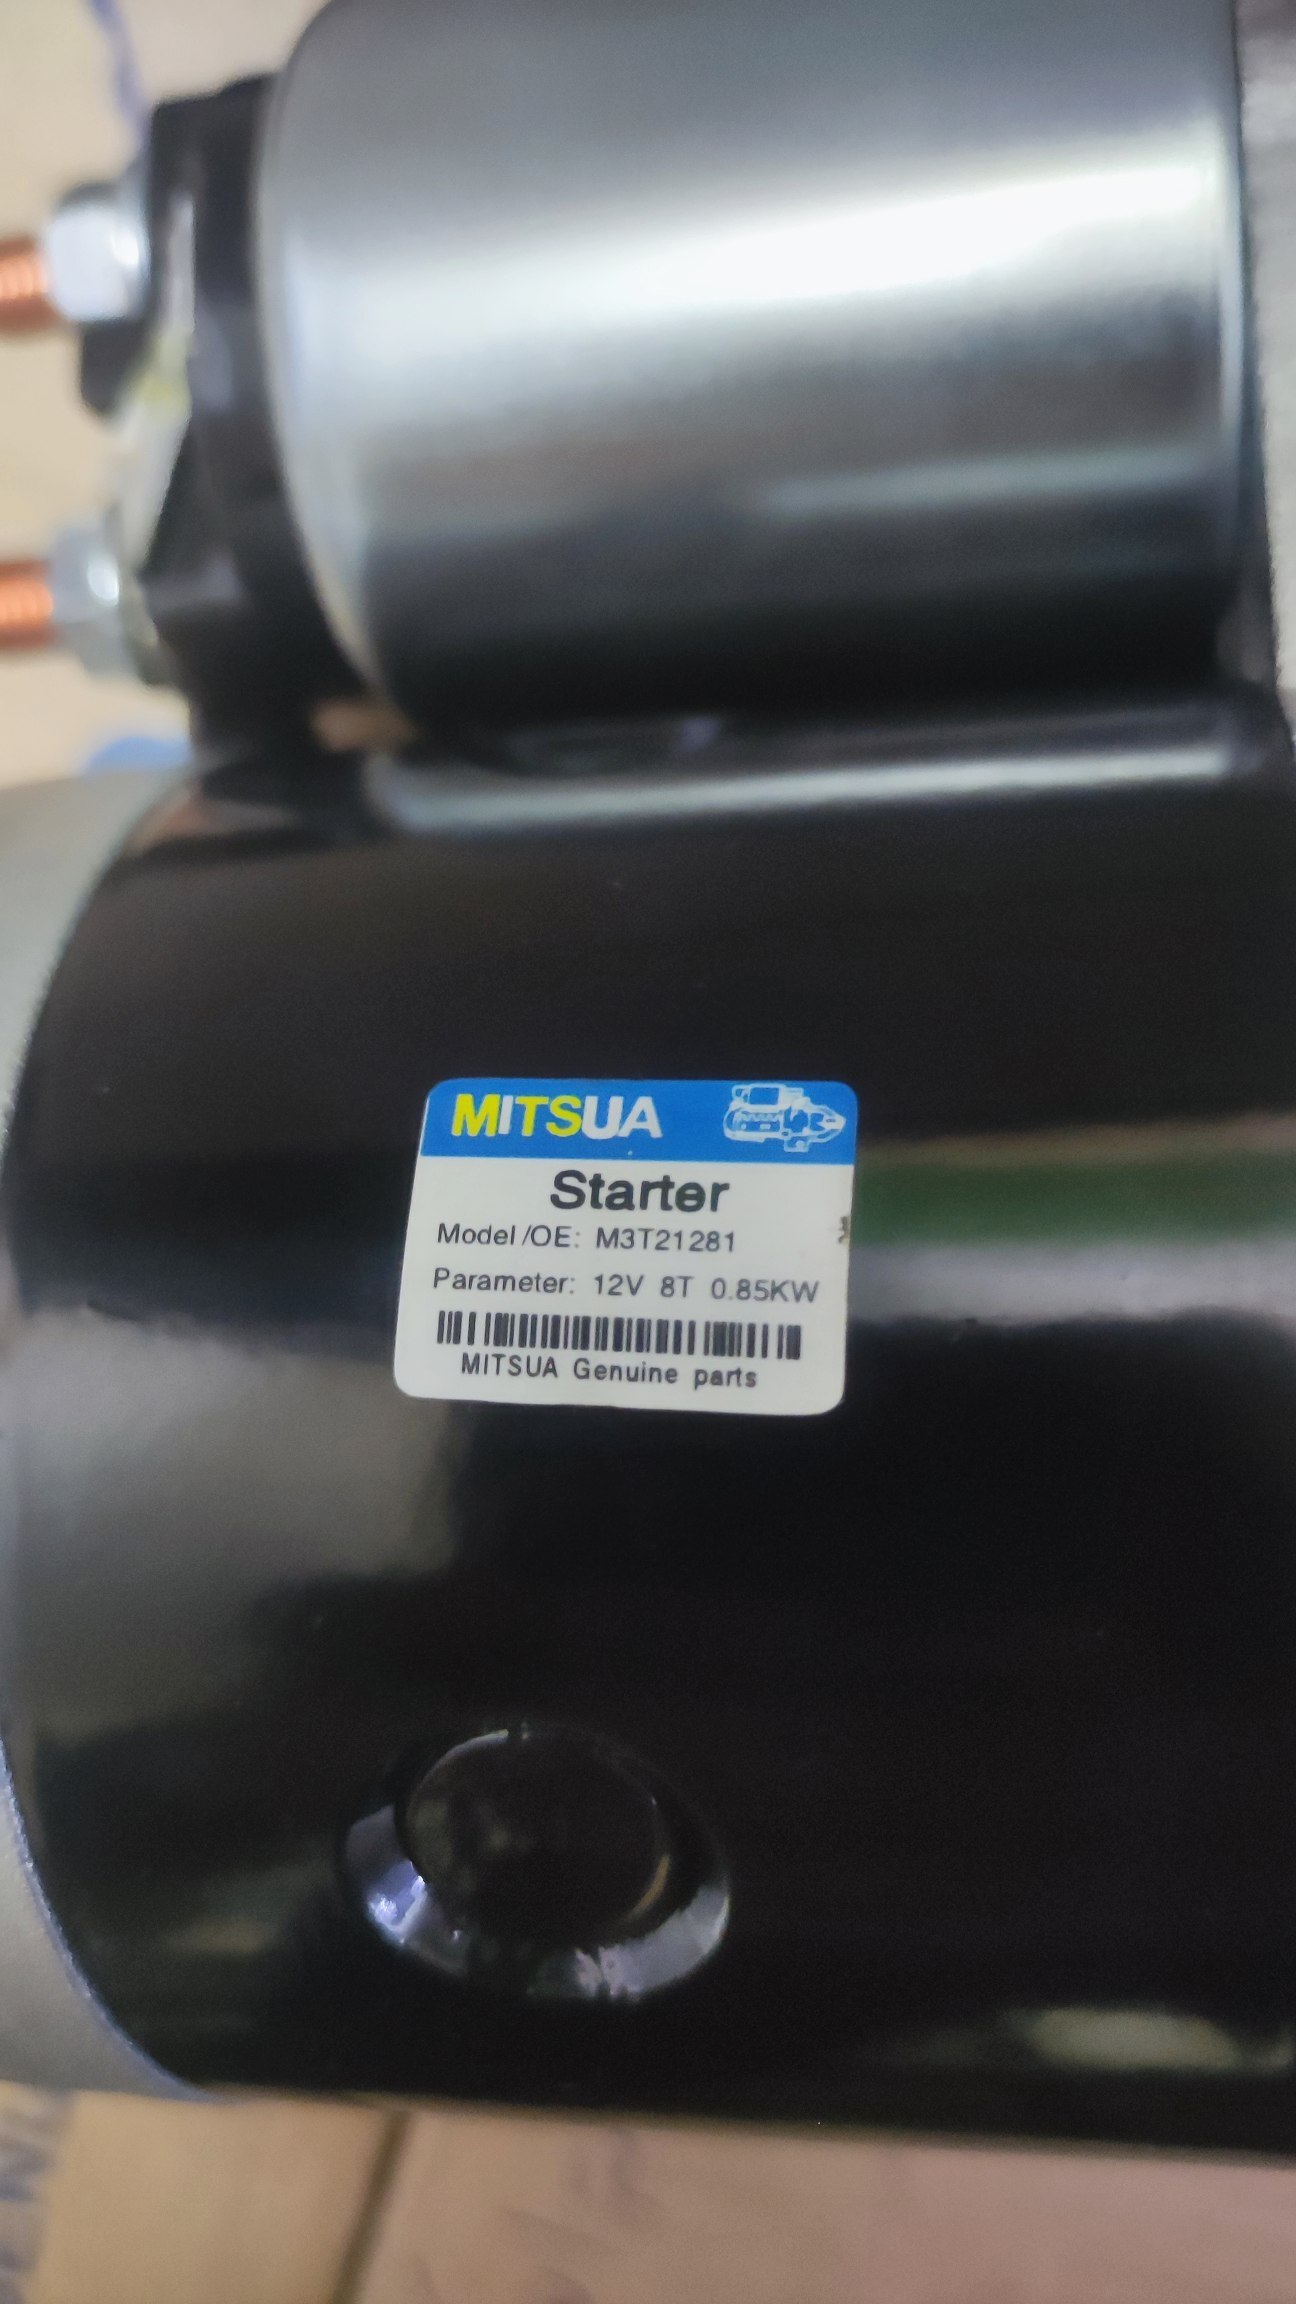 MITSUA
Starter
Model/OE: M3T21281
Parameter: 12V 8T 0.85KW
MITSUA Genuine parts